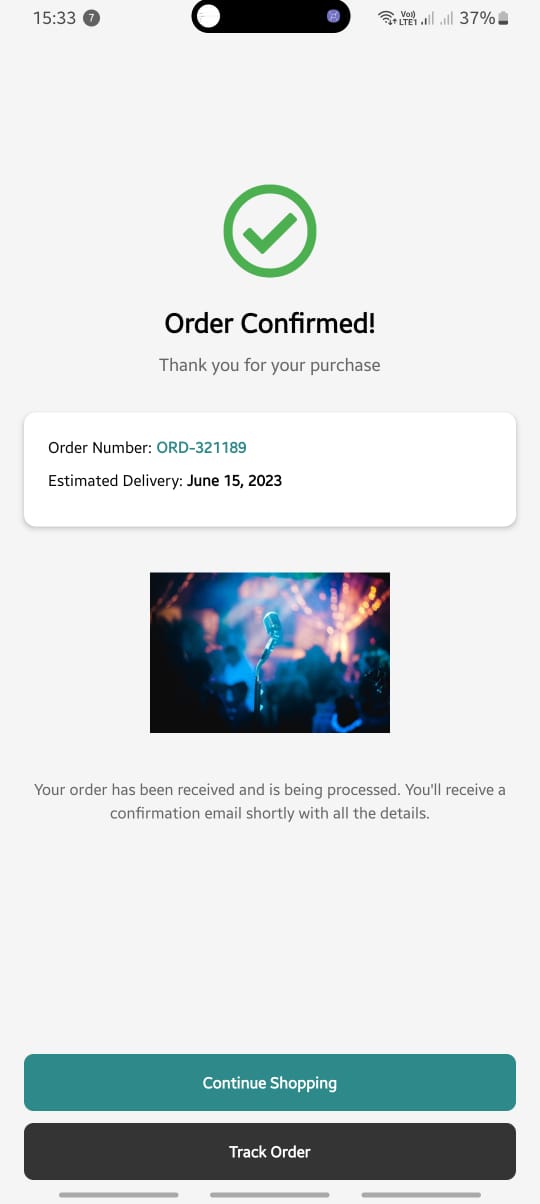 15:33 7 Vo)) LTE1 37%
Order Confirmed!
Thank you for your purchase
Order Number: ORD-321189
Estimated Delivery: June 15, 2023
Your order has been received and is being processed. You'll receive a
confirmation email shortly with all the details.
Continue Shopping
Track Order